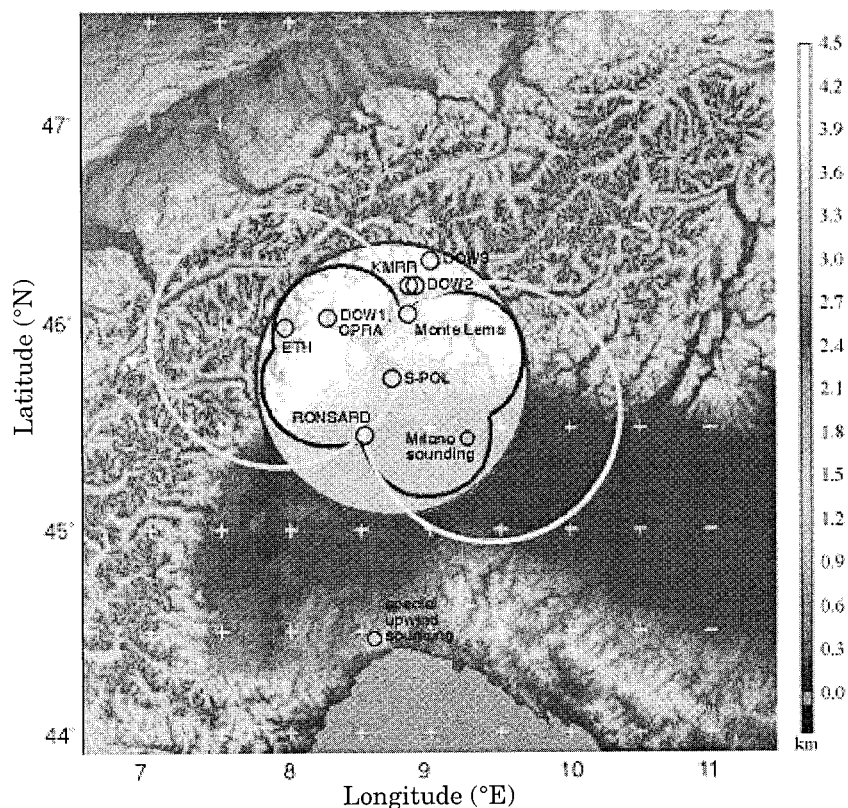 4.5
4.2
3.9
3.6
3.3
3.0
2.7
2.4
2.1
1.8
1.5
1.2
0.9
0.6
0.3
0.0
km
47°
46°
45°
44°
Latitude (°N)
DOW3
KMRR
DOW2
DOW1,
OPRA
Monte Lema
ETH
S-POL
RONSARD
Milano
sounding
special
upwind
sounding
7
8
9
10
11
Longitude (°E)